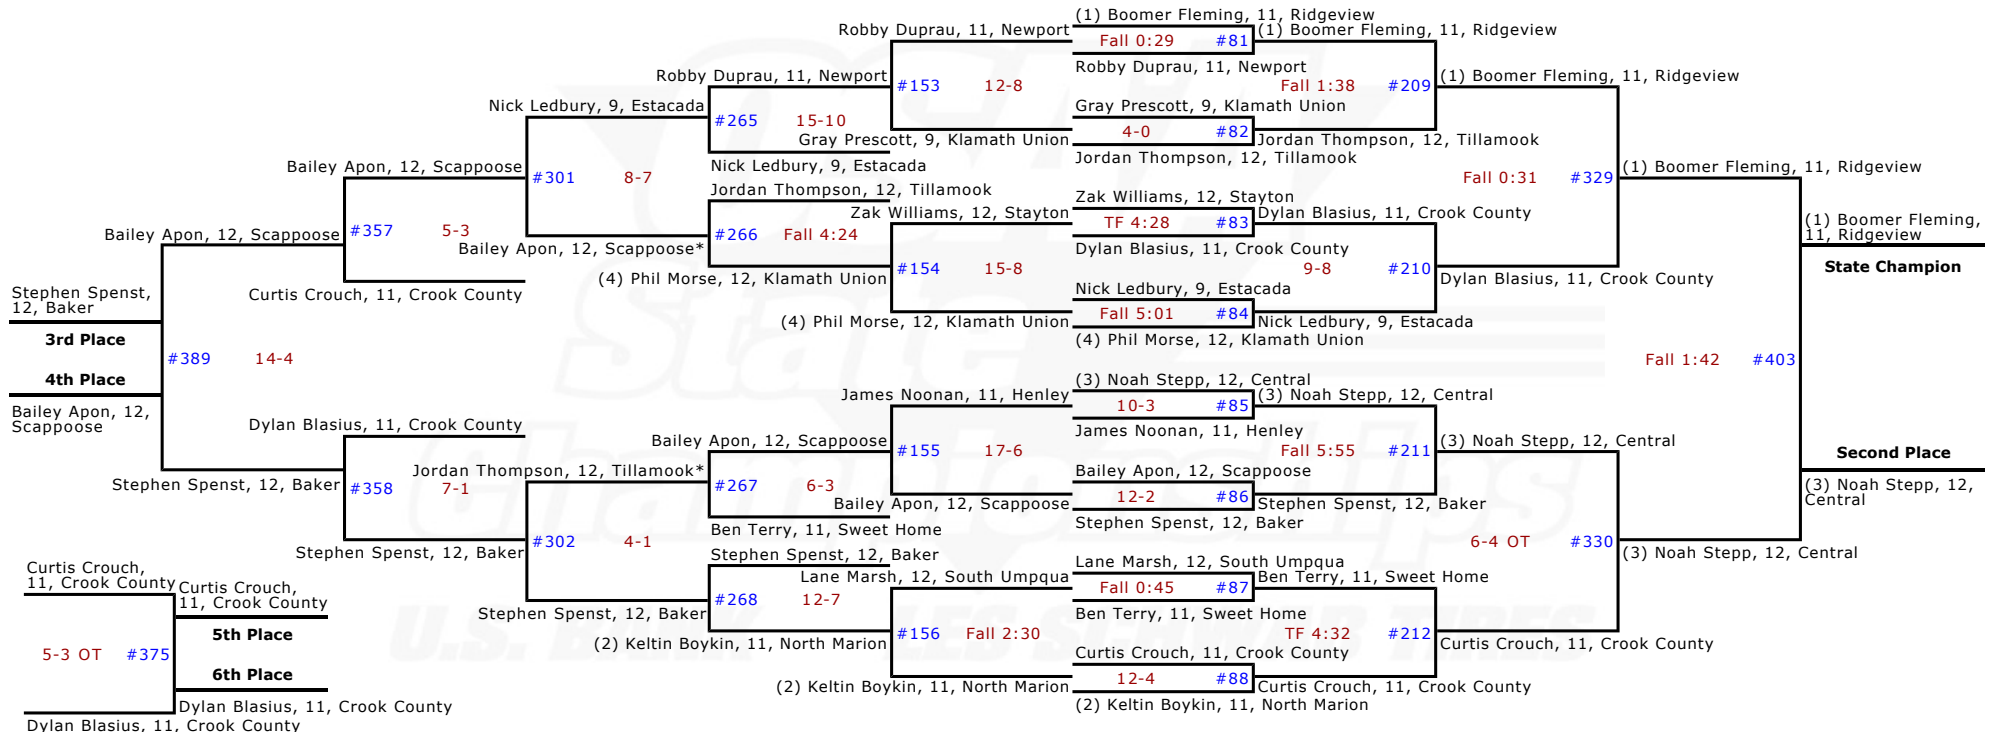 (1) Boomer Fleming, 11, Ridgeview
Robby Duprau, 11, Newport
Fall 0:29 #81
(1) Boomer Fleming, 11, Ridgeview
Robby Duprau, 11, Newport
Robby Duprau, 11, Newport
#153 12-8
Fall 1:38 #209
(1) Boomer Fleming, 11, Ridgeview
Nick Ledbury, 9, Estacada
Gray Prescott, 9, Klamath Union
#265 15-10
4-0 #82
Gray Prescott, 9, Klamath Union
Jordan Thompson, 12, Tillamook
Jordan Thompson, 12, Tillamook
Nick Ledbury, 9, Estacada
Bailey Apon, 12, Scappoose
(1) Boomer Fleming, 11, Ridgeview
#301 8-7
Fall 0:31 #329
Jordan Thompson, 12, Tillamook
Zak Williams, 12, Stayton
Zak Williams, 12, Stayton
TF 4:28 #83
Dylan Blasius, 11, Crook County
(1) Boomer Fleming,
11, Ridgeview
#357 5-3
Bailey Apon, 12, Scappoose
#266 Fall 4:24
Bailey Apon, 12, Scappoose*
Dylan Blasius, 11, Crook County
#154 15-8
9-8 #210
State Champion
(4) Phil Morse, 12, Klamath Union
Dylan Blasius, 11, Crook County
Nick Ledbury, 9, Estacada
Curtis Crouch, 11, Crook County
Stephen Spenst,
12, Baker
Fall 5:01 #84
(4) Phil Morse, 12, Klamath Union
Nick Ledbury, 9, Estacada
3rd Place
(4) Phil Morse, 12, Klamath Union
#389 14-4
Fall 1:42 #403
4th Place
(3) Noah Stepp, 12, Central
James Noonan, 11, Henley
(3) Noah Stepp, 12, Central
10-3 #85
Bailey Apon, 12,
Scappoose
Dylan Blasius, 11, Crook County
James Noonan, 11, Henley
Bailey Apon, 12, Scappoose
(3) Noah Stepp, 12, Central
#155 17-6
Fall 5:55 #211
Second Place
Jordan Thompson, 12, Tillamook*
Bailey Apon, 12, Scappoose
Stephen Spenst, 12, Baker
#358 7-1
#267 6-3
(3) Noah Stepp, 12,
Central
12-2 #86
Bailey Apon, 12, Scappoose
Stephen Spenst, 12, Baker
Stephen Spenst, 12, Baker
Ben Terry, 11, Sweet Home
#302 4-1
6-4 OT #330
Stephen Spenst, 12, Baker
Stephen Spenst, 12, Baker
(3) Noah Stepp, 12, Central
Lane Marsh, 12, South Umpqua
Curtis Crouch,
11, Crook County
Lane Marsh, 12, South Umpqua
Ben Terry, 11, Sweet Home
Fall 0:45 #87
Curtis Crouch,
11, Crook County
#268 12-7
Stephen Spenst, 12, Baker
Ben Terry, 11, Sweet Home
5th Place
#156 Fall 2:30
TF 4:32 #212
(2) Keltin Boykin, 11, North Marion
Curtis Crouch, 11, Crook County
5-3 OT #375
Curtis Crouch, 11, Crook County
6th Place
12-4 #88
(2) Keltin Boykin, 11, North Marion
Curtis Crouch, 11, Crook County
Dylan Blasius, 11, Crook County
(2) Keltin Boykin, 11, North Marion
Dylan Blasius, 11, Crook County
OSAA
State
Championships
U.S. BANK LES SCHWAB TIRES